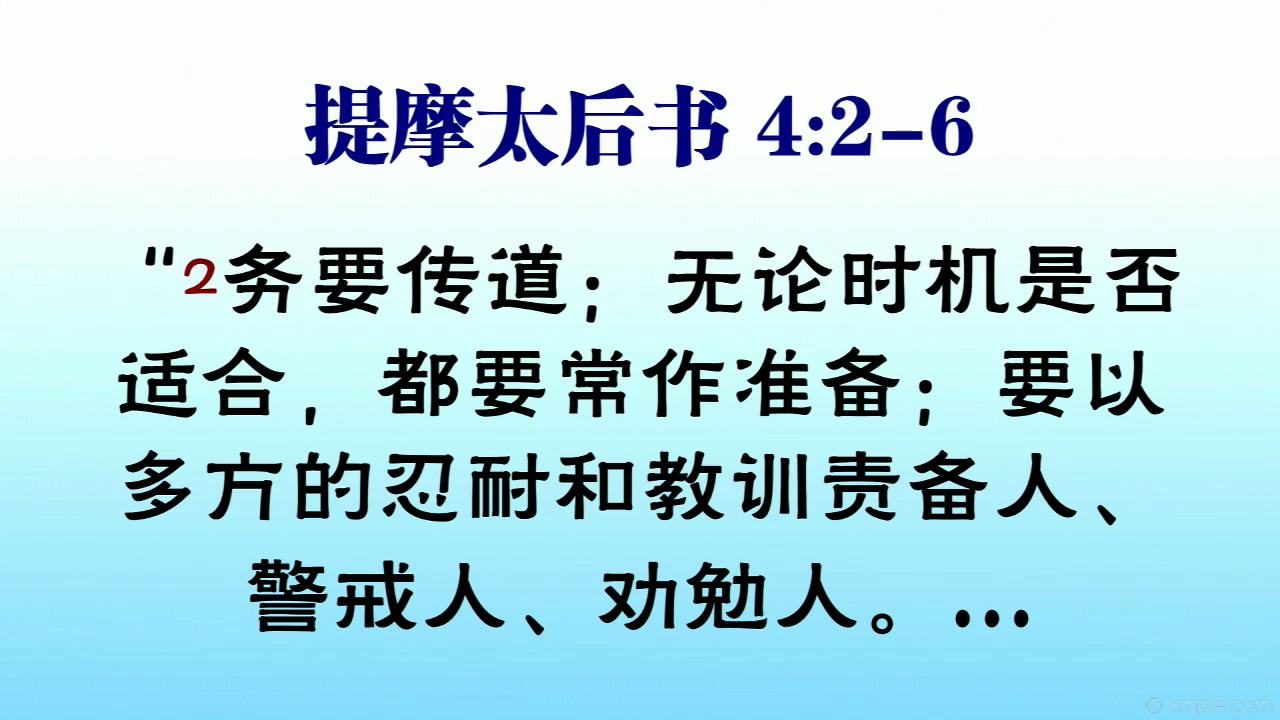 提摩太后书 4:2-6
“2务要传道；无论时机是否
适合，都要常作准备；要以
多方的忍耐和教训责备人、
警戒人、劝勉人。...